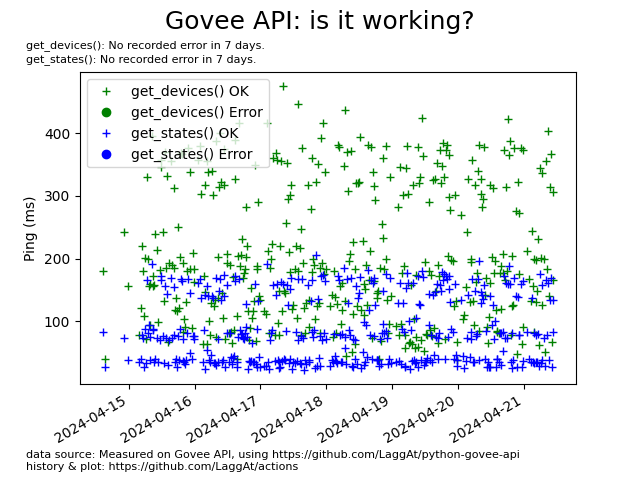 Govee API: is it working?
get_devices(): No recorded error in 7 days.
get_states(): No recorded error in 7 days.
get_devices() OK
get_devices() Error
get_states() OK
get_states() Error
Ping (ms)
400
300
200
100
2024-04-15
2024-04-16
2024-04-17
2024-04-18
2024-04-19
2024-04-20
2024-04-21
data source: Measured on Govee API, using https://github.com/LaggAt/python-govee-api
history & plot: https://github.com/LaggAt/actions